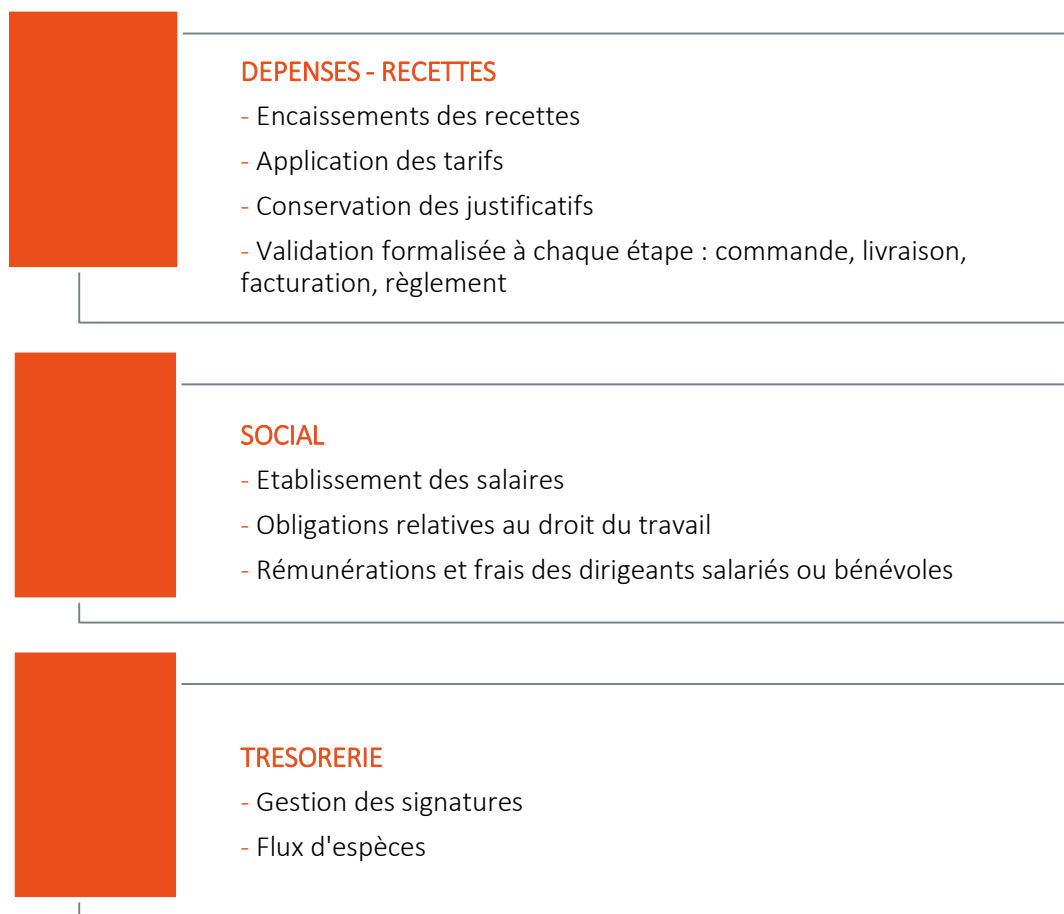 DEPENSES - RECETTES
- Encaissements des recettes
- Application des tarifs
- Conservation des justificatifs
- Validation formalisée à chaque étape : commande, livraison,
facturation, règlement
SOCIAL
- Etablissement des salaires
- Obligations relatives au droit du travail
- Rémunérations et frais des dirigeants salariés ou bénévoles
TRESORERIE
- Gestion des signatures
- Flux d'espèces